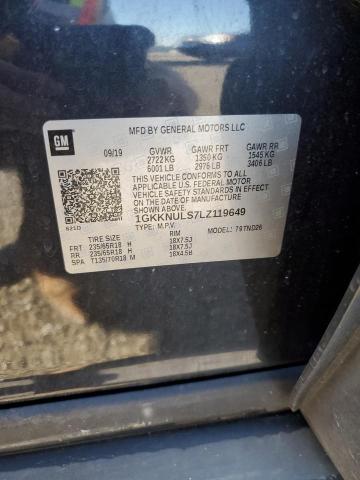 GM
MFD BY GENERAL MOTORS LLC
09/19 GVWR GAWR FRT GAWR RR
2722 KG 1350 KG 1545 KG
6001 LB 2976 LB 3406 LB
THIS VEHICLE CONFORMS TO ALL
APPLICABLE U.S. FEDERAL MOTOR
VEHICLE SAFETY STANDARDS IN EFFECT
ON THE DATE OF MANUFACTURE SHOWN ABOVE.
1GKKNULS7LZ119649
TYPE: M.P.V. MODEL: 79TND26
TIRE SIZE RIM
FRT 235/65R18 H 18X7.5J
RR 235/65R18 H 18X7.5J
SPA T135/70R18 M 18X4.5B